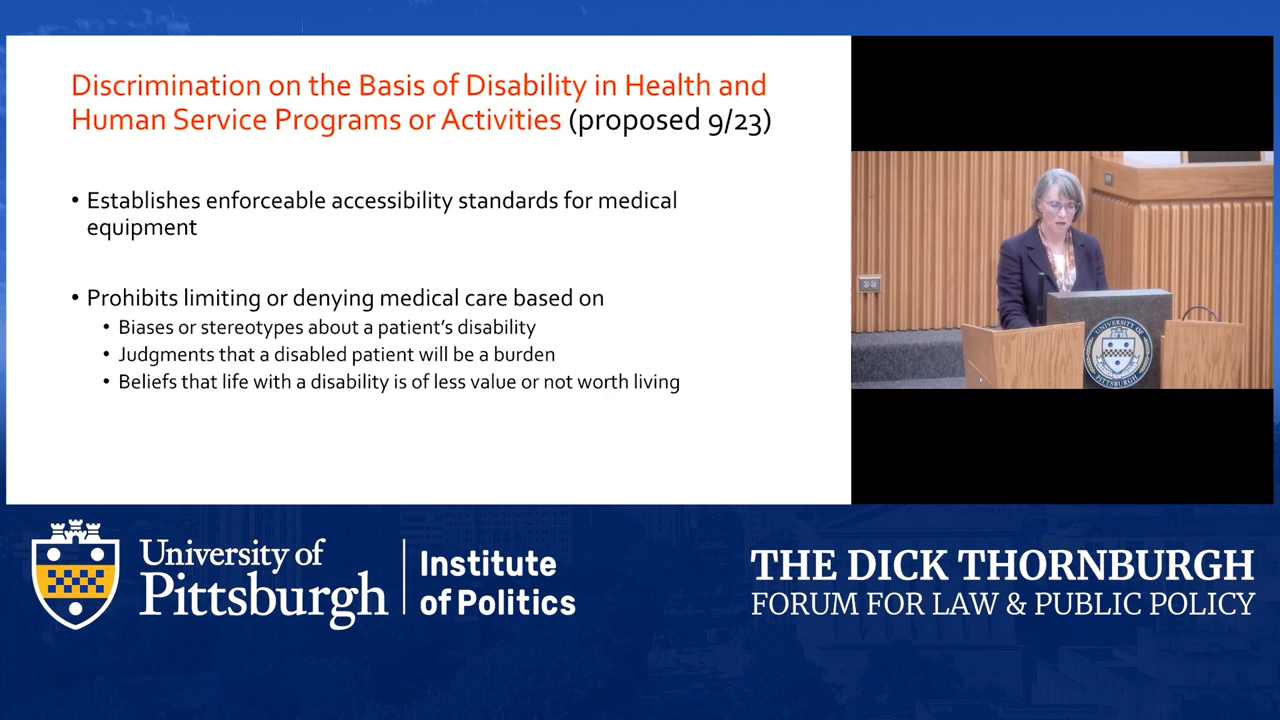 Discrimination on the Basis of Disability in Health and
Human Service Programs or Activities (proposed 9/23)
• Establishes enforceable accessibility standards for medical
equipment
• Prohibits limiting or denying medical care based on
• Biases or stereotypes about a patient’s disability
• Judgments that a disabled patient will be a burden
• Beliefs that life with a disability is of less value or not worth living
UNIVERSITY OF
PITTSBURGH
University of
Pittsburgh
Institute
of Politics
THE DICK THORNBURGH
FORUM FOR LAW & PUBLIC POLICY